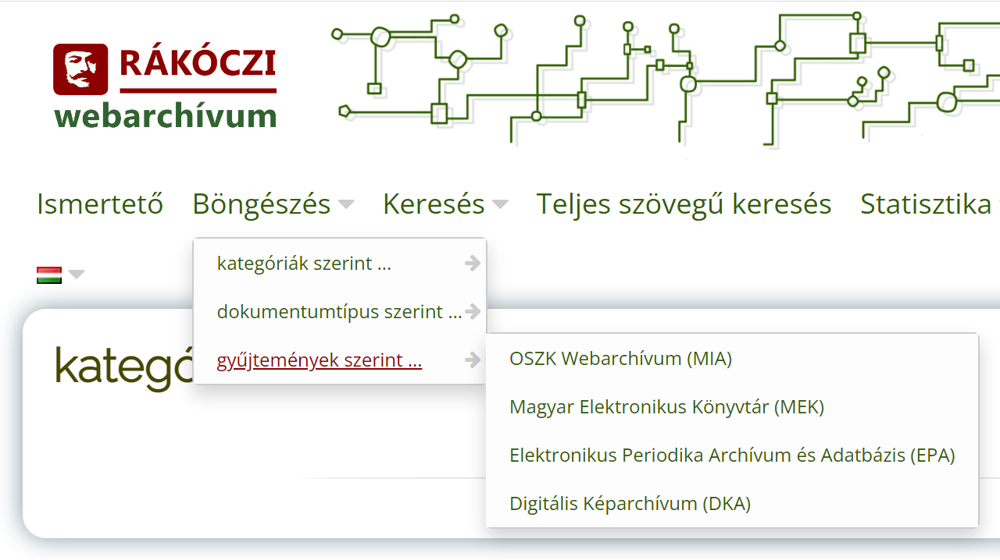 RÁKÓCZI
webarchívum
Ismertető Böngészés Keresés Teljes szövegű keresés Statisztika
kategóriák szerint ...
dokumentumtípus szerint ...
gyűjtemények szerint ...
kategó
OSZK Webarchívum (MIA)
Magyar Elektronikus Könyvtár (MEK)
Elektronikus Periodika Archívum és Adatbázis (EPA)
Digitális Képarchívum (DKA)